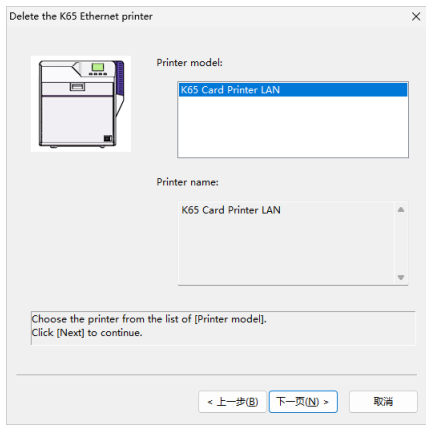 Delete the K65 Ethernet printer
Printer model:
K65 Card Printer LAN
Printer name:
K65 Card Printer LAN
Choose the printer from the list of [Printer model].
Click [Next] to continue.
< 上一步(B) 下一页(N) > 取消